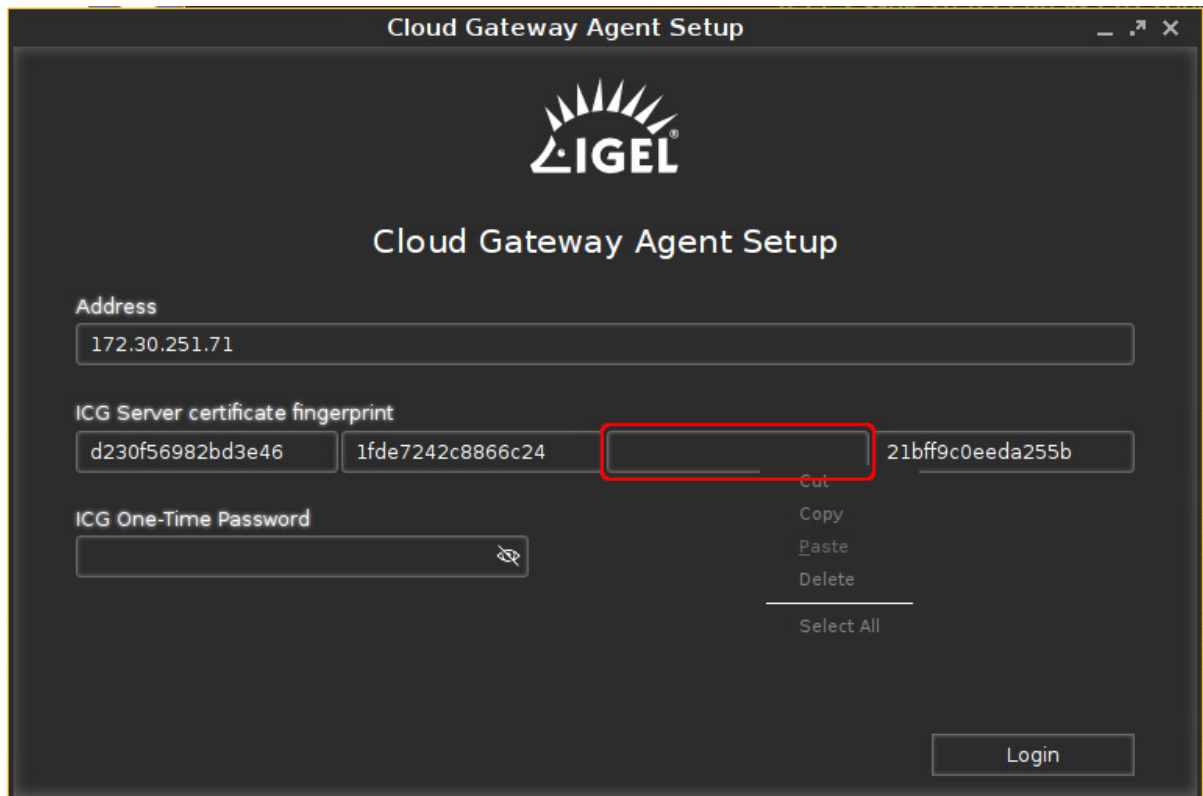 Cloud Gateway Agent Setup
IGEL®
Cloud Gateway Agent Setup
Address
172.30.251.71
ICG Server certificate fingerprint
d230f56982bd3e46 1fde7242c8866c24 21bff9c0eeda255b
Cut
Copy
ICG One-Time Password
Paste
Delete
Select All
Login